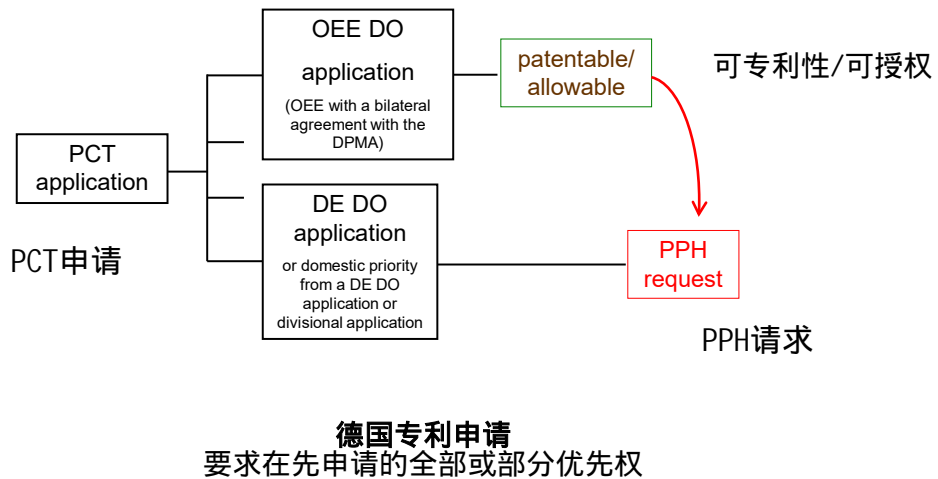 OEE DO
application
(OEE with a bilateral
agreement with the
DPMA)
patentable/
allowable
可专利性/可授权
PCT
application
PCT申请
DE DO
application
or domestic priority
from a DE DO
application or
divisional application
PPH
request
PPH请求
德国专利申请
要求在先申请的全部或部分优先权